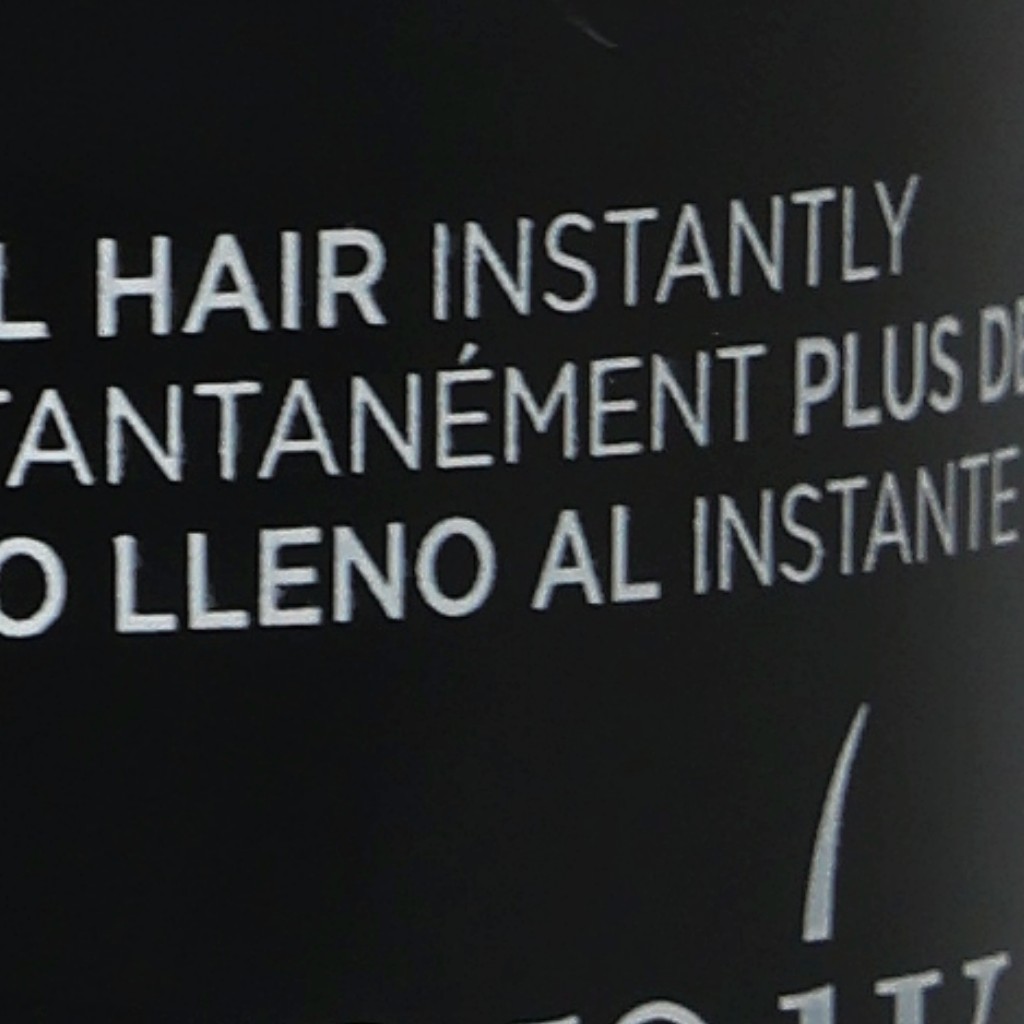 L HAIR INSTANTLY
TANTANÉMENT PLUS DE
O LLENO AL INSTANTE